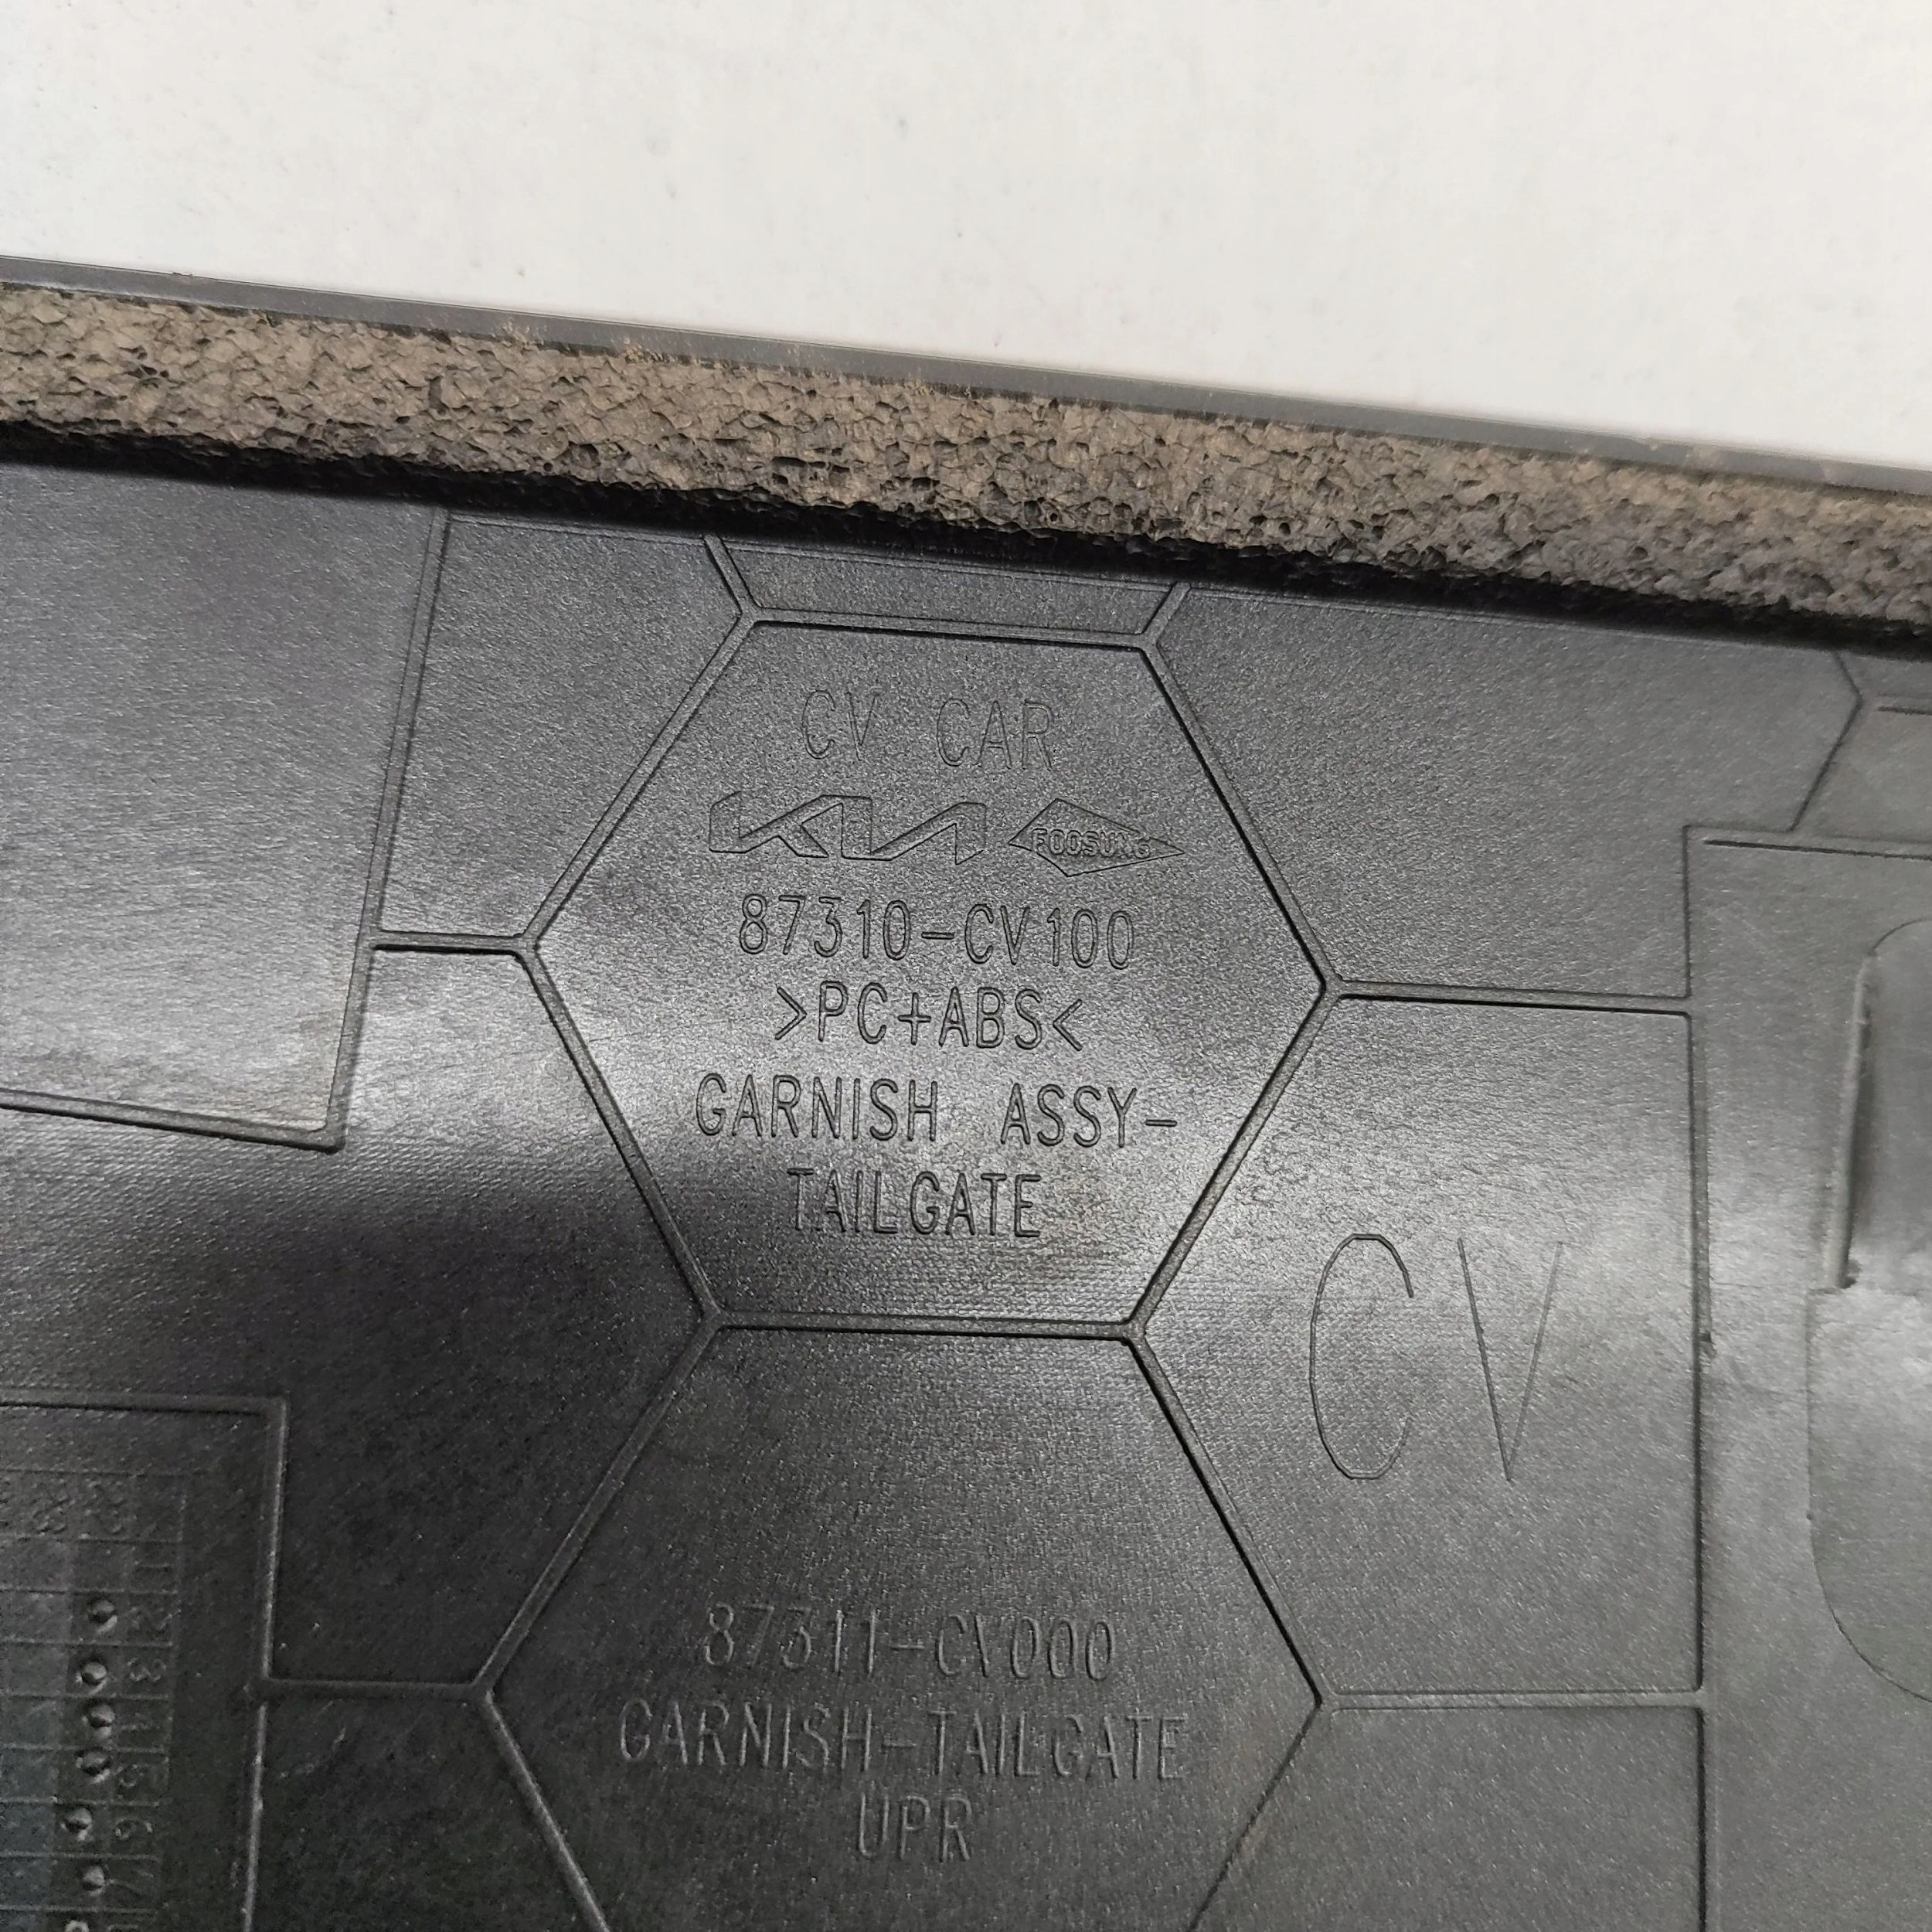 CV CAR
KIA FOOSUNG
87310-CV100
>PC+ABS<
GARNISH ASSY-
TAILGATE
CV
87311-CV000
GARNISH-TAILGATE
UPR